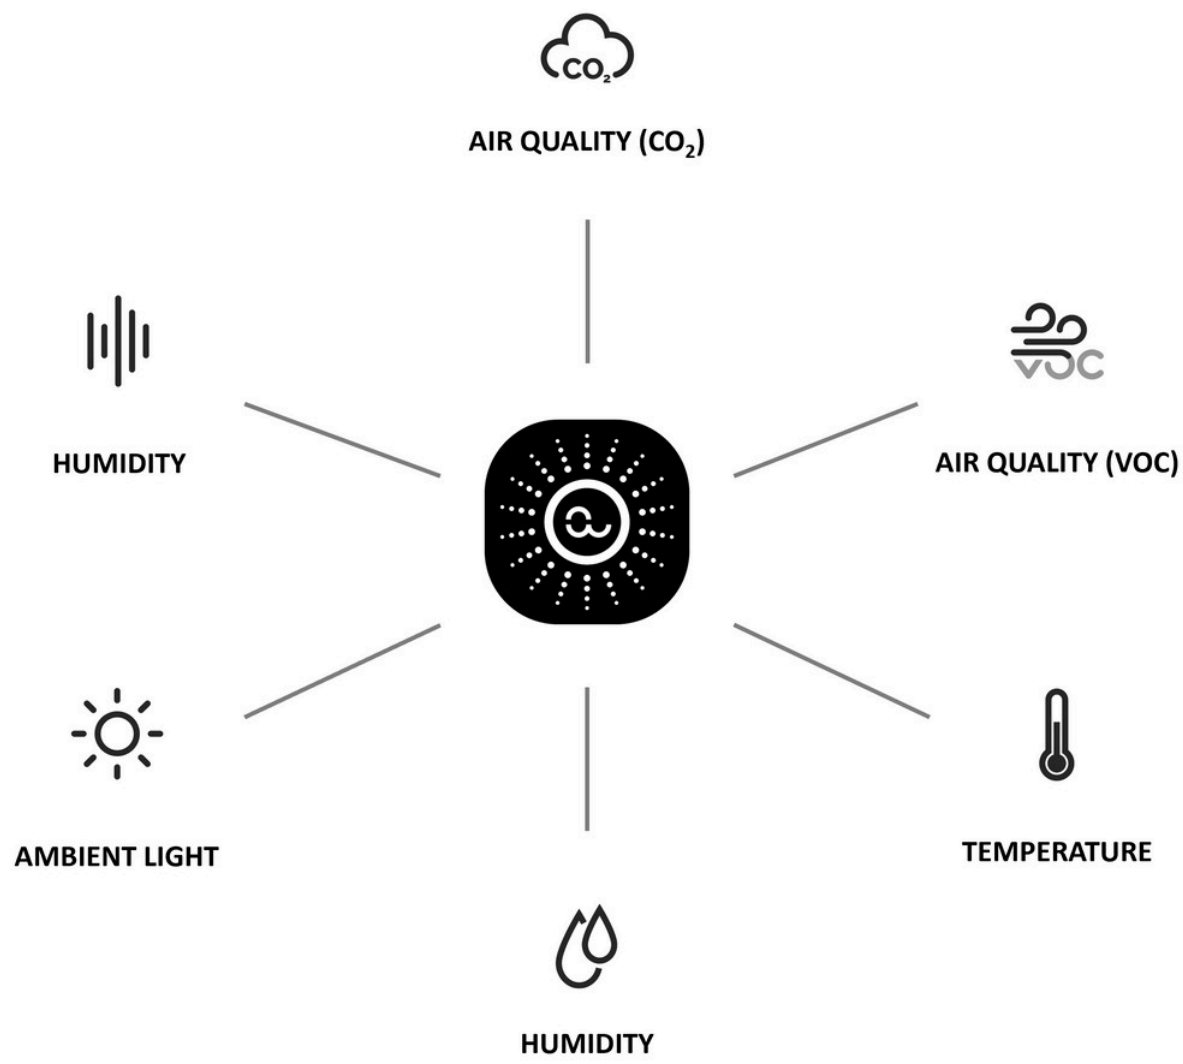 CO₂
AIR QUALITY (CO₂)
VOC
HUMIDITY
AIR QUALITY (VOC)
AMBIENT LIGHT
TEMPERATURE
HUMIDITY